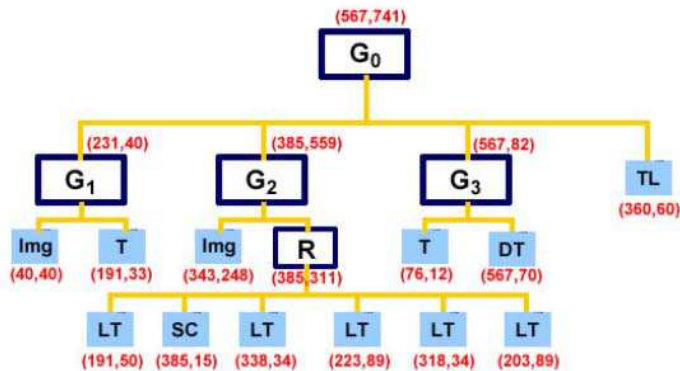 (567,741)
G0
(231,40) (385,559) (567,82)
G1 G2 G3 TL
(360,60)
Img T Img R T DT
(40,40) (191,33) (343,248) (385,311) (76,12) (567,70)
LT SC LT LT LT LT
(191,50) (385,15) (338,34) (223,89) (318,34) (203,89)